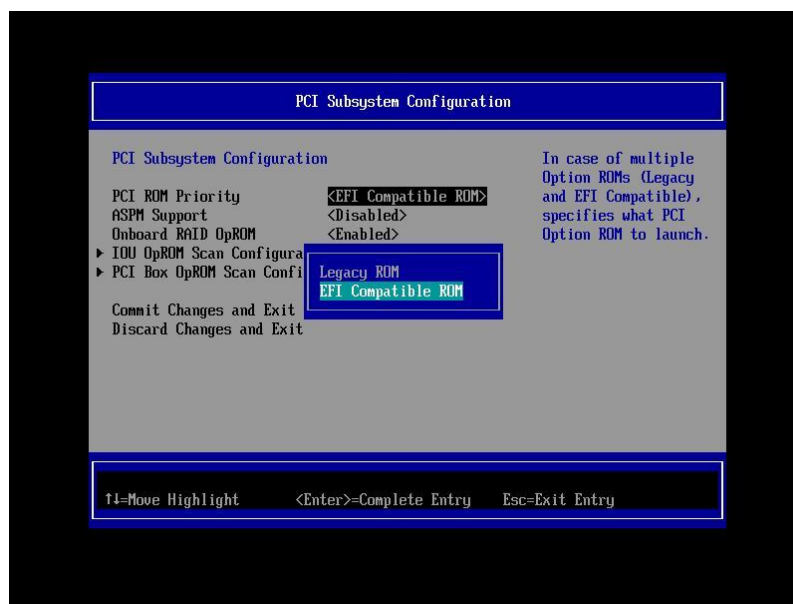 PCI Subsystem Configuration
PCI Subsystem Configuration
PCI ROM Priority <EFI Compatible ROM>
ASPM Support <Disabled>
Onboard RAID OpROM <Enabled>
▶ IOU OpROM Scan Configura
▶ PCI Box OpROM Scan Confi
Legacy ROM
EFI Compatible ROM
Commit Changes and Exit
Discard Changes and Exit
In case of multiple
Option ROMs (Legacy
and EFI Compatible),
specifies what PCI
Option ROM to launch.
↑↓=Move Highlight <Enter>=Complete Entry Esc=Exit Entry